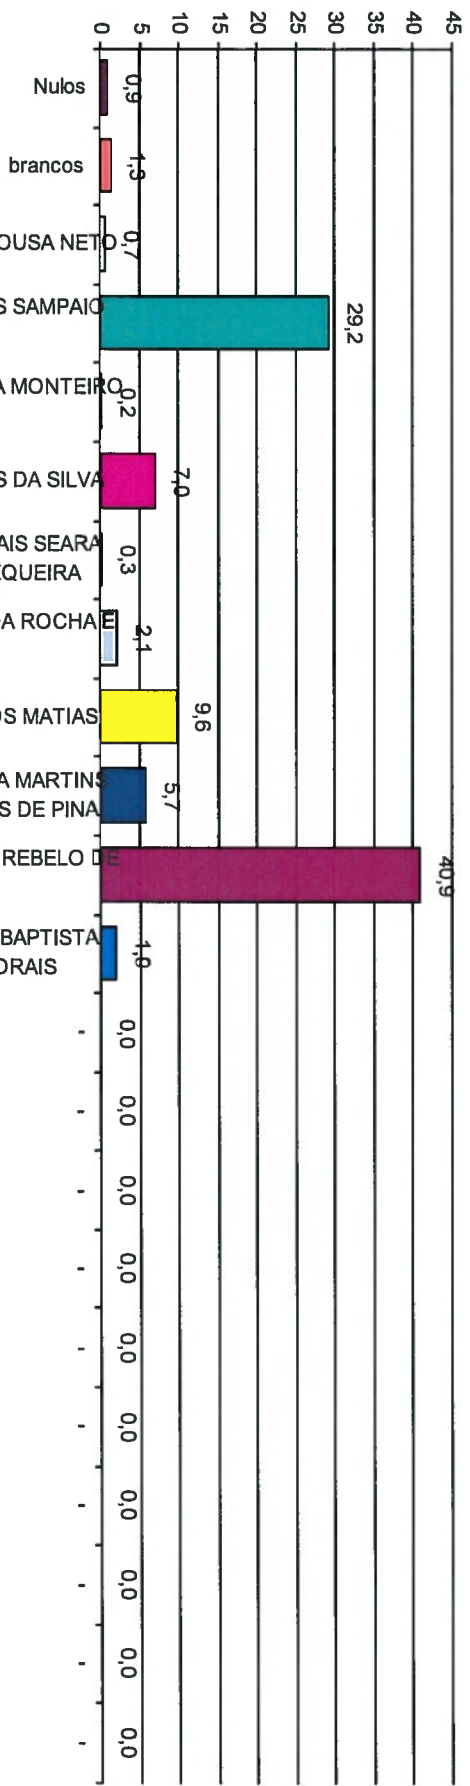 45
40
35
30
25
20
15
10
5
0
Nulos
0,9
brancos
1,3
OUSA NETO
0,7
S SAMPAIO
29,2
A MONTEIRO
0,2
S DA SILVA
7,0
AIS SEARA
EQUEIRA
0,3
A ROCHA E
2,1
OS MATIAS
9,6
A MARTINS
S DE PINA
5,7
REBELO DE
40,9
BAPTISTA
ORAIS
1,9
-
0,0
-
0,0
-
0,0
-
0,0
-
0,0
-
0,0
-
0,0
-
0,0
-
0,0
-
0,0